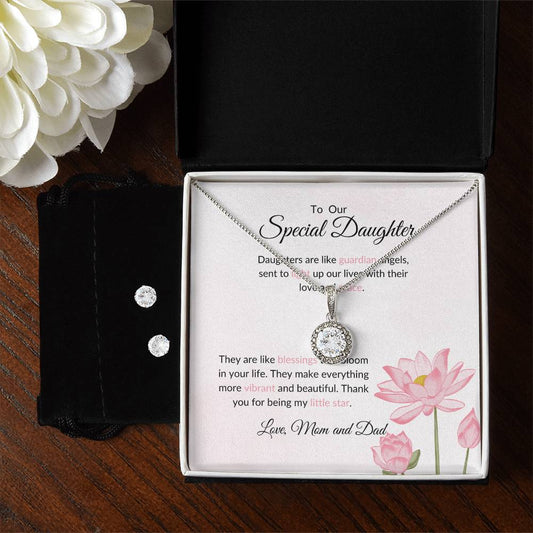 To Our
Special Daughter
Daughters are like guardian angels,
sent to up our lives with their
love
They are like blessings bloom
in your life. They make everything
more vibrant and beautiful. Thank
you for being my little star.
Love, Mom and Dad